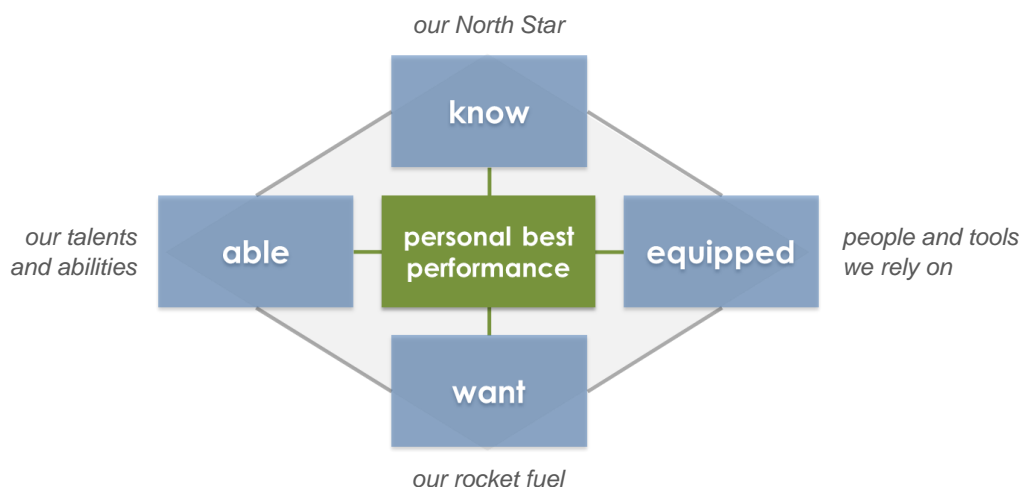 our North Star
know
our talents
and abilities
able
personal best
performance
equipped
people and tools
we rely on
want
our rocket fuel